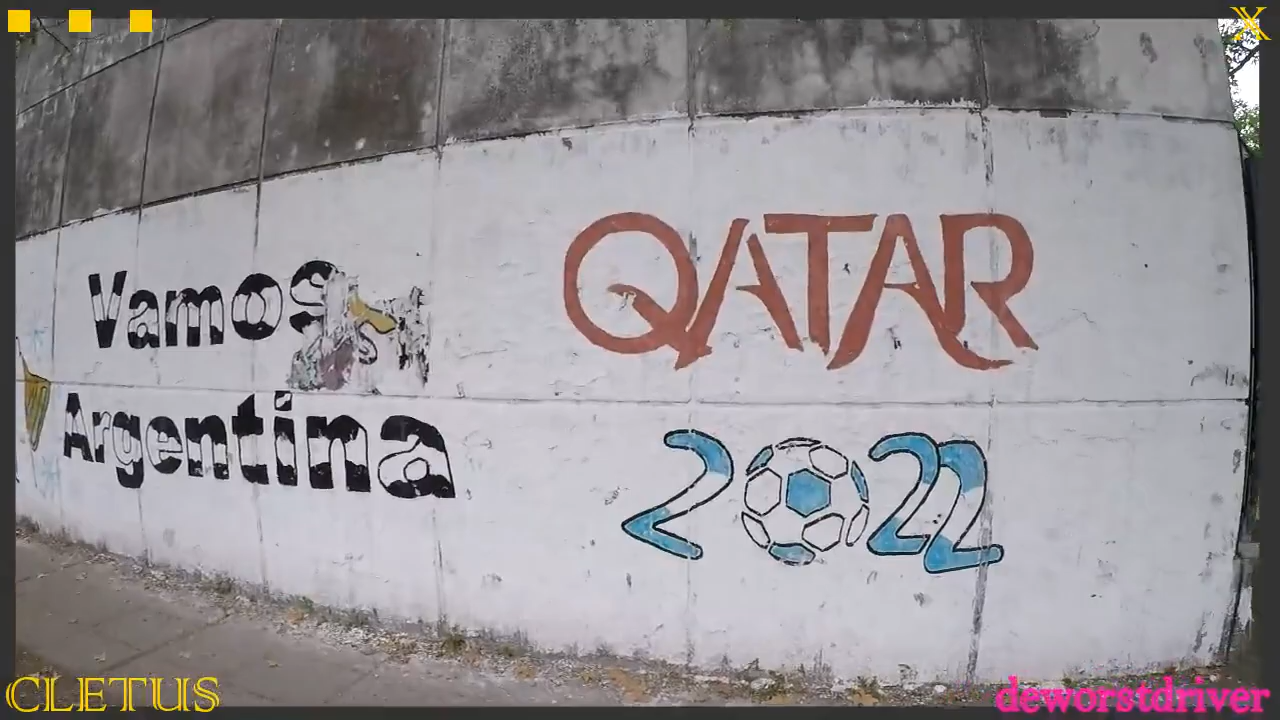 X
Vamos
Argentina
QATAR
2022
CLETUS
deworstdriver